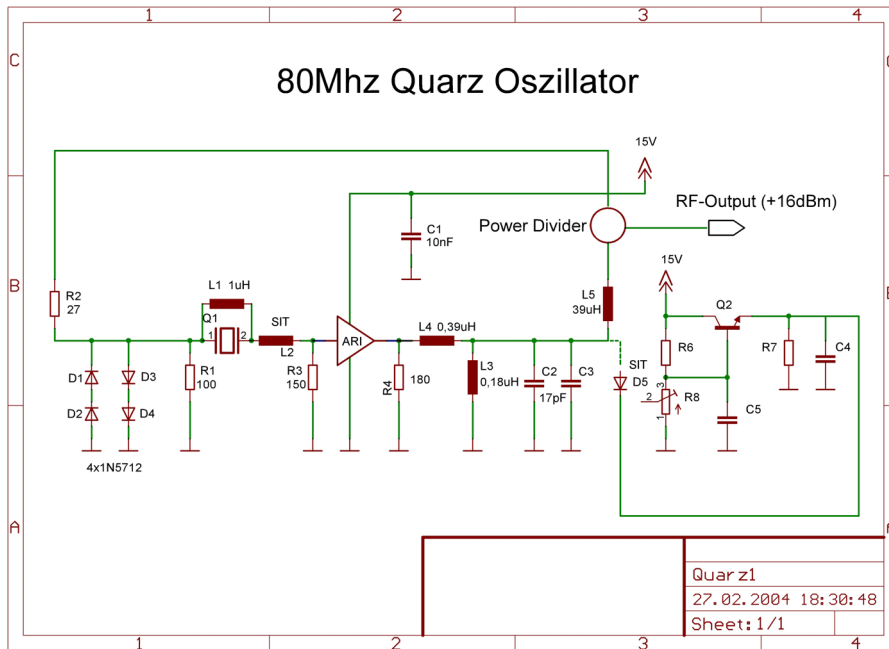 1 2 3 4
C
80Mhz Quarz Oszillator
15V
RF-Output (+16dBm)
Power Divider
C1
10nF
15V
B
L1 1uH
R2
27
Q1
1 2
SIT
L2
ARI
L4 0,39uH
L5
39uH
Q2
D1
D3
R1
100
R3
150
R4
180
L3
0,18uH
C2
17pF
C3
SIT
D5
R6
R7
C4
D2
D4
3
2
1
R8
C5
4x1N5712
A
Quarz1
27.02.2004 18:30:48
Sheet: 1/1
1 2 3 4